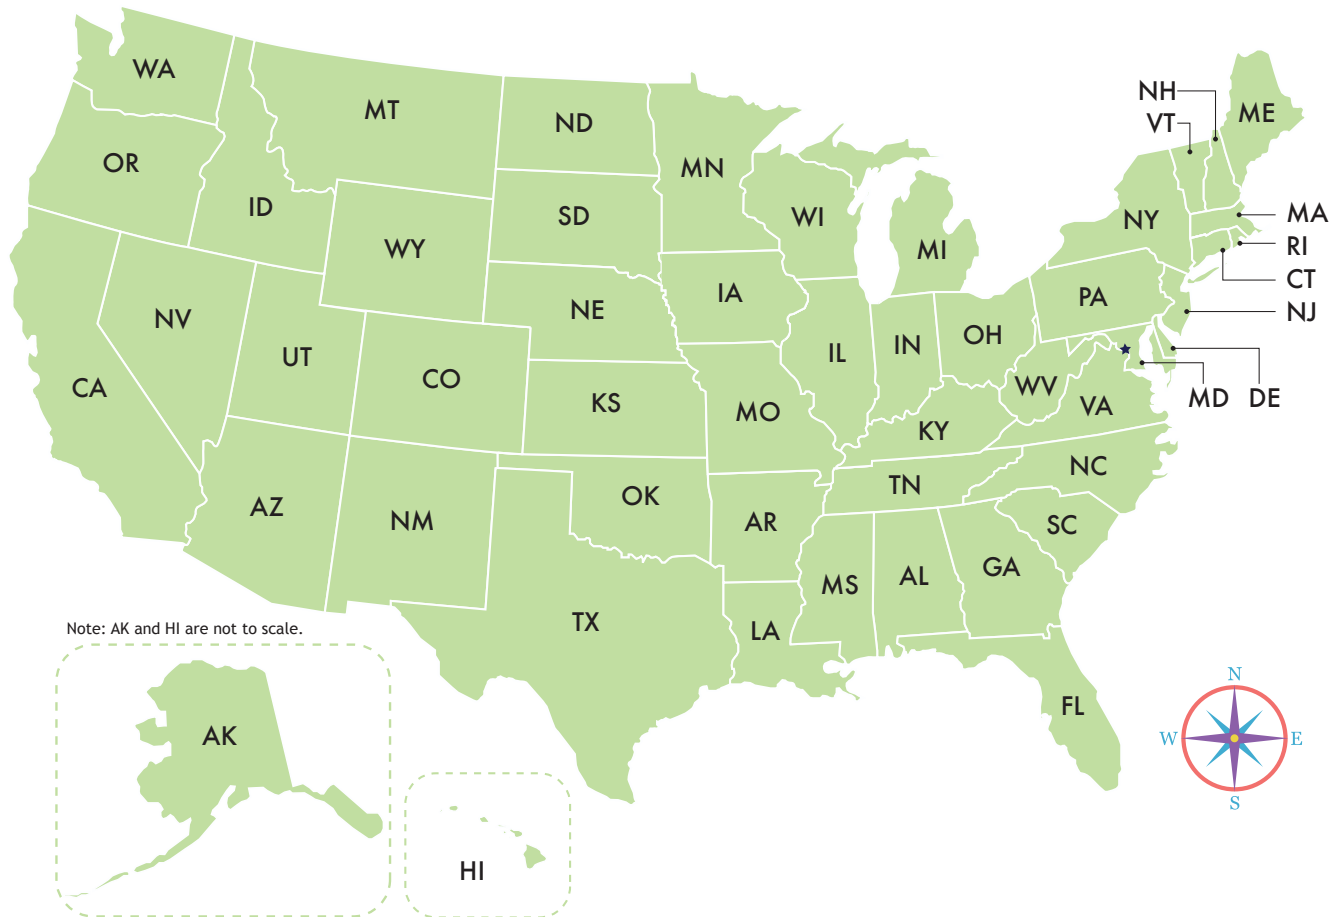 WA
MT
ND
MN
NH
VT
ME
OR
ID
WY
SD
WI
MI
NY
MA
RI
CT
NJ
NV
UT
CO
NE
IA
IL
IN
OH
PA
CA
KS
MO
KY
WV
VA
MD
DE
AZ
NM
OK
AR
TN
NC
SC
TX
LA
MS
AL
GA
FL
Note: AK and HI are not to scale.
AK
HI
N
W
E
S